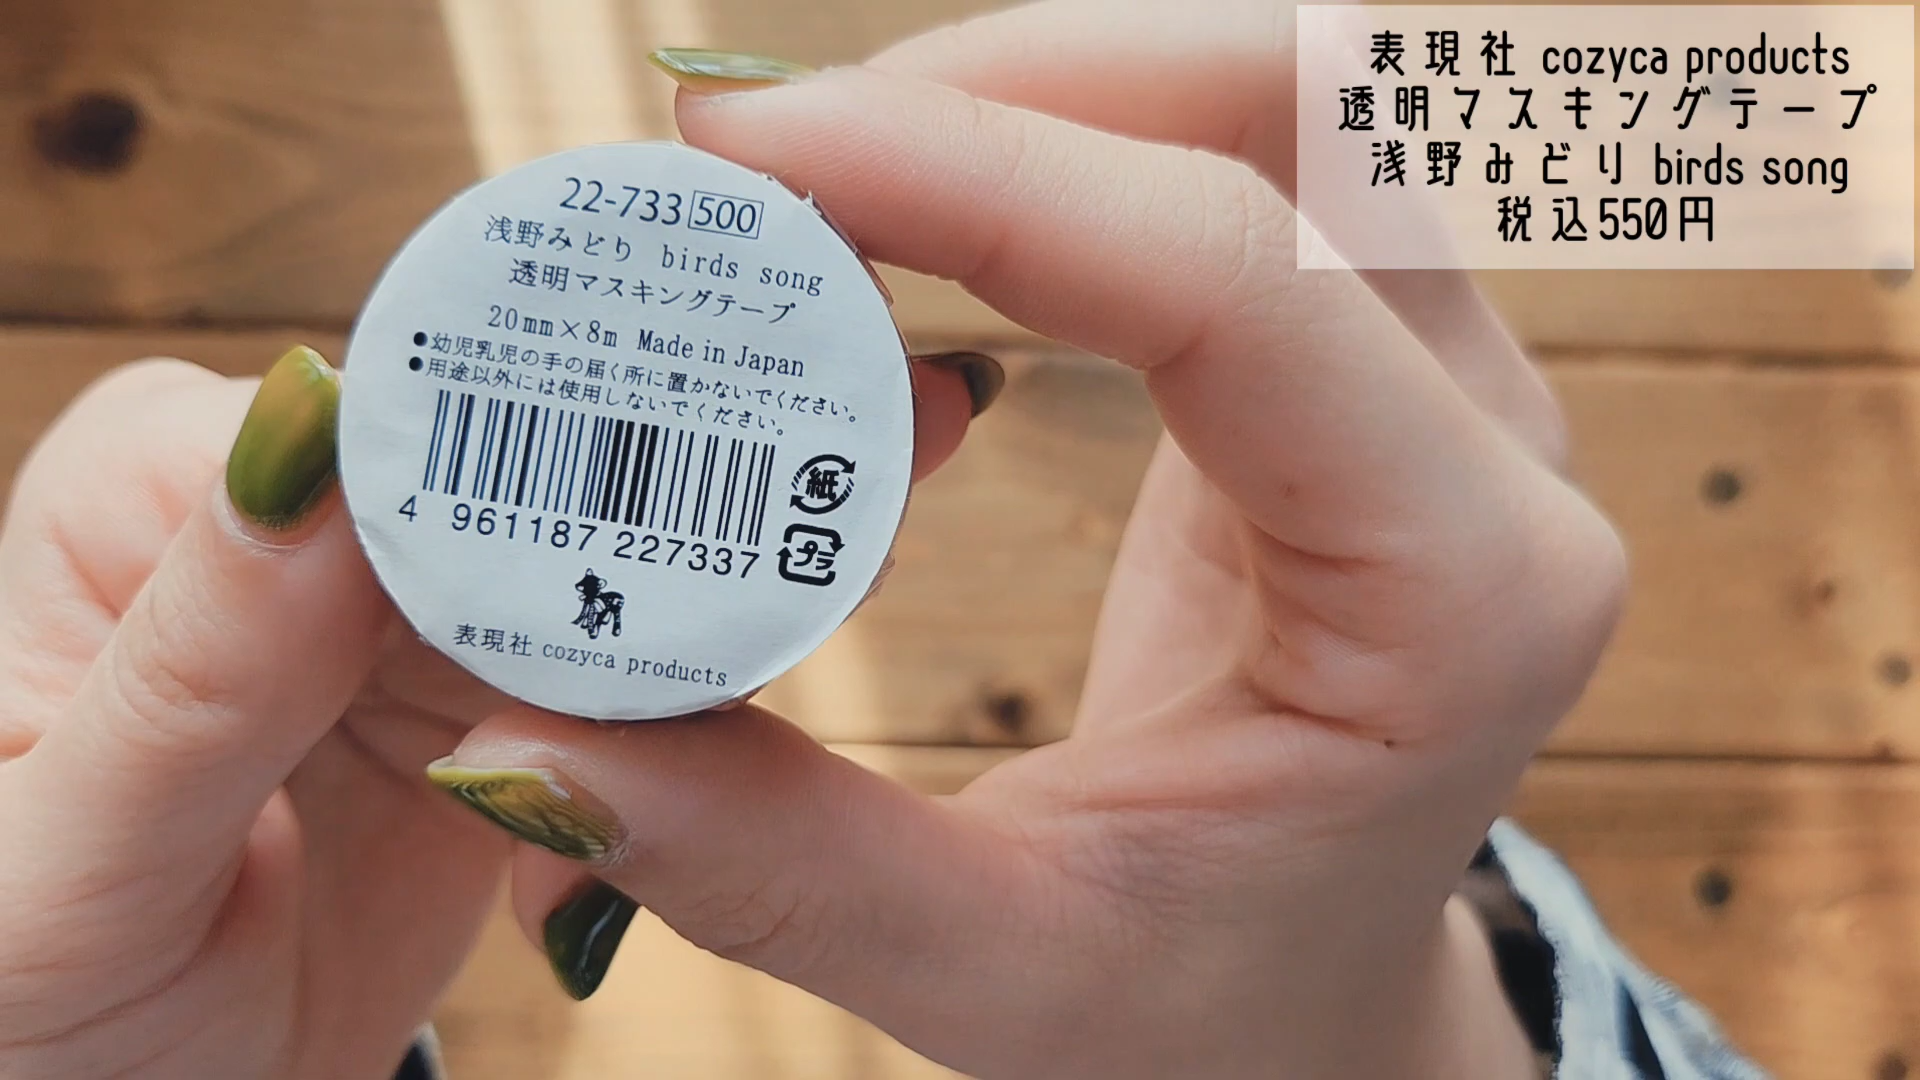 表現社 cozyca products
透明マスキングテープ
浅野みどり birds song
税込550円
22-733 500
浅野みどり birds song
透明マスキングテープ
20mm×8m Made in Japan
●幼児乳児の手の届く所に置かないでください。
●用途以外には使用しないでください。
紙
プラ
4 961187 227337
表現社 cozyca products